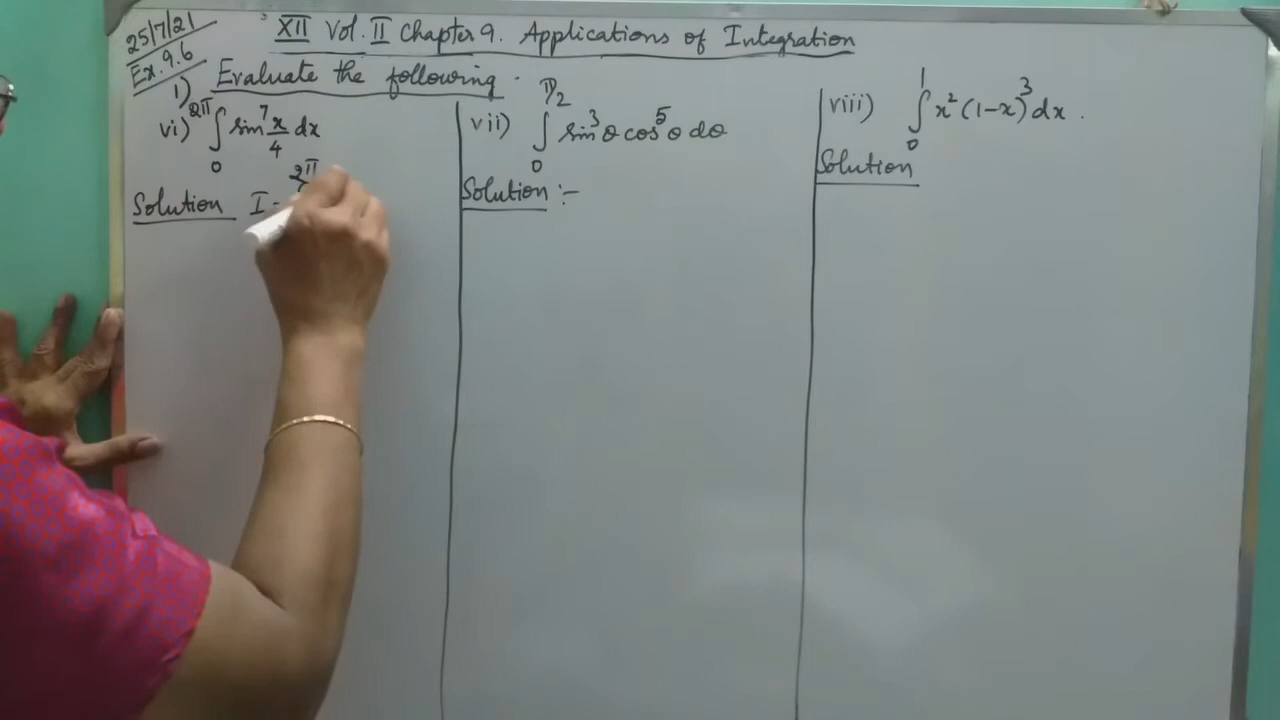 25/7/21
XII Vol. II Chapter 9. Applications of Integration
Ex.9.6
1) Evaluate the following.
vi) ∫₀^2π sin⁷ x/4 dx
Solution I =
2π
vii) ∫₀^π/2 sin³θ cos⁵θ dθ
Solution :-
viii) ∫₀^1 x² (1-x)³ dx.
Solution